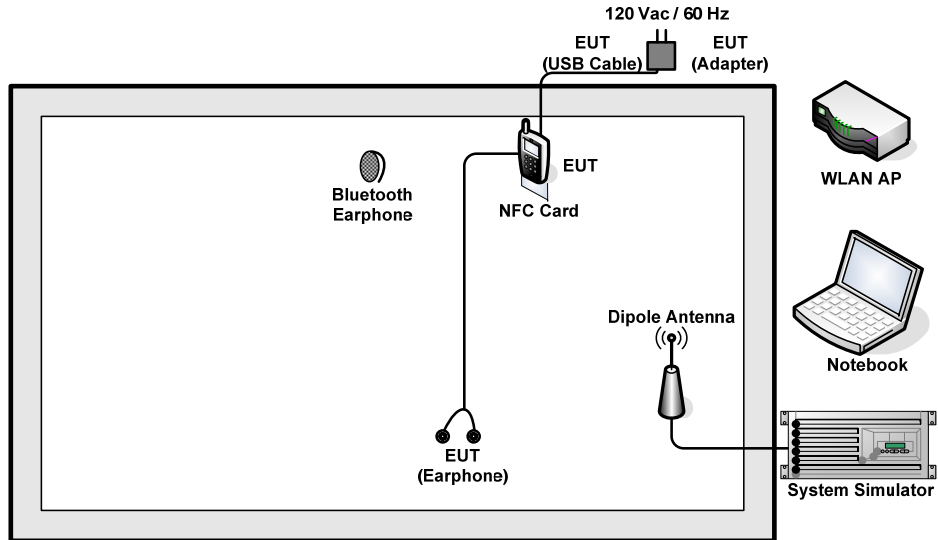 120 Vac / 60 Hz
EUT
(USB Cable)
EUT
(Adapter)
WLAN AP
EUT
Bluetooth
Earphone
NFC Card
Dipole Antenna
Notebook
EUT
(Earphone)
System Simulator